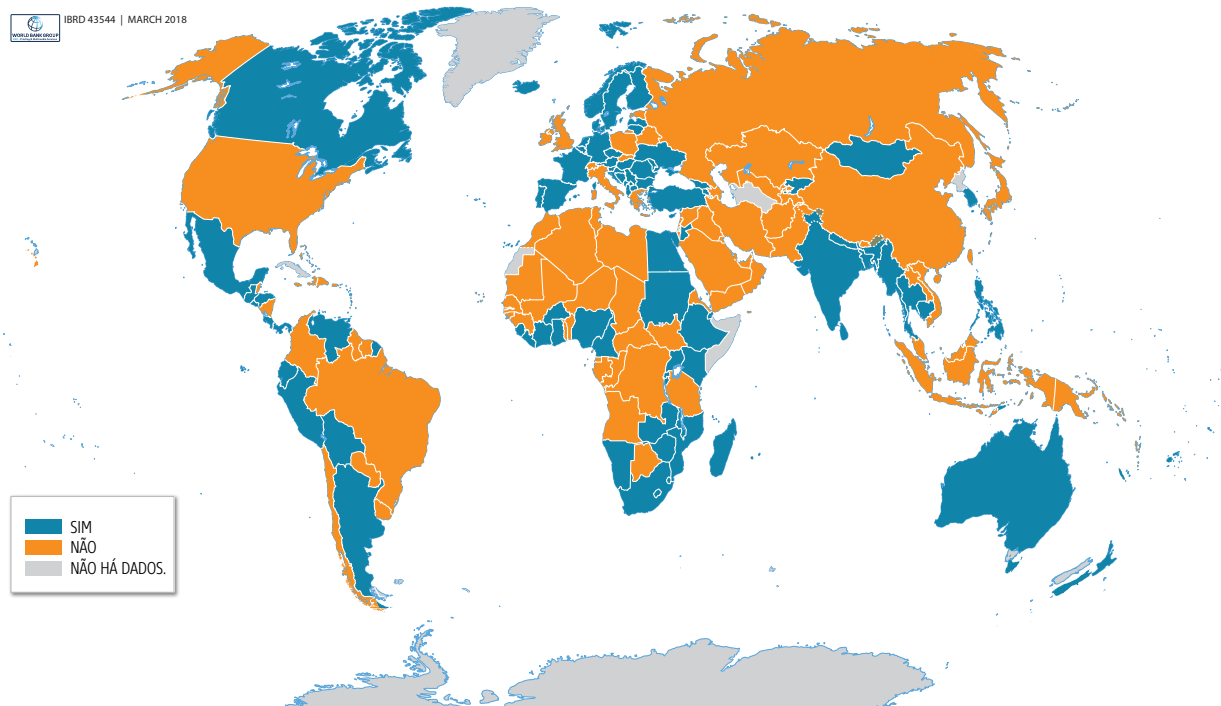 IBRD 43544 | MARCH 2018
WORLD BANK GROUP
SIM
NÃO
NÃO HÁ DADOS.